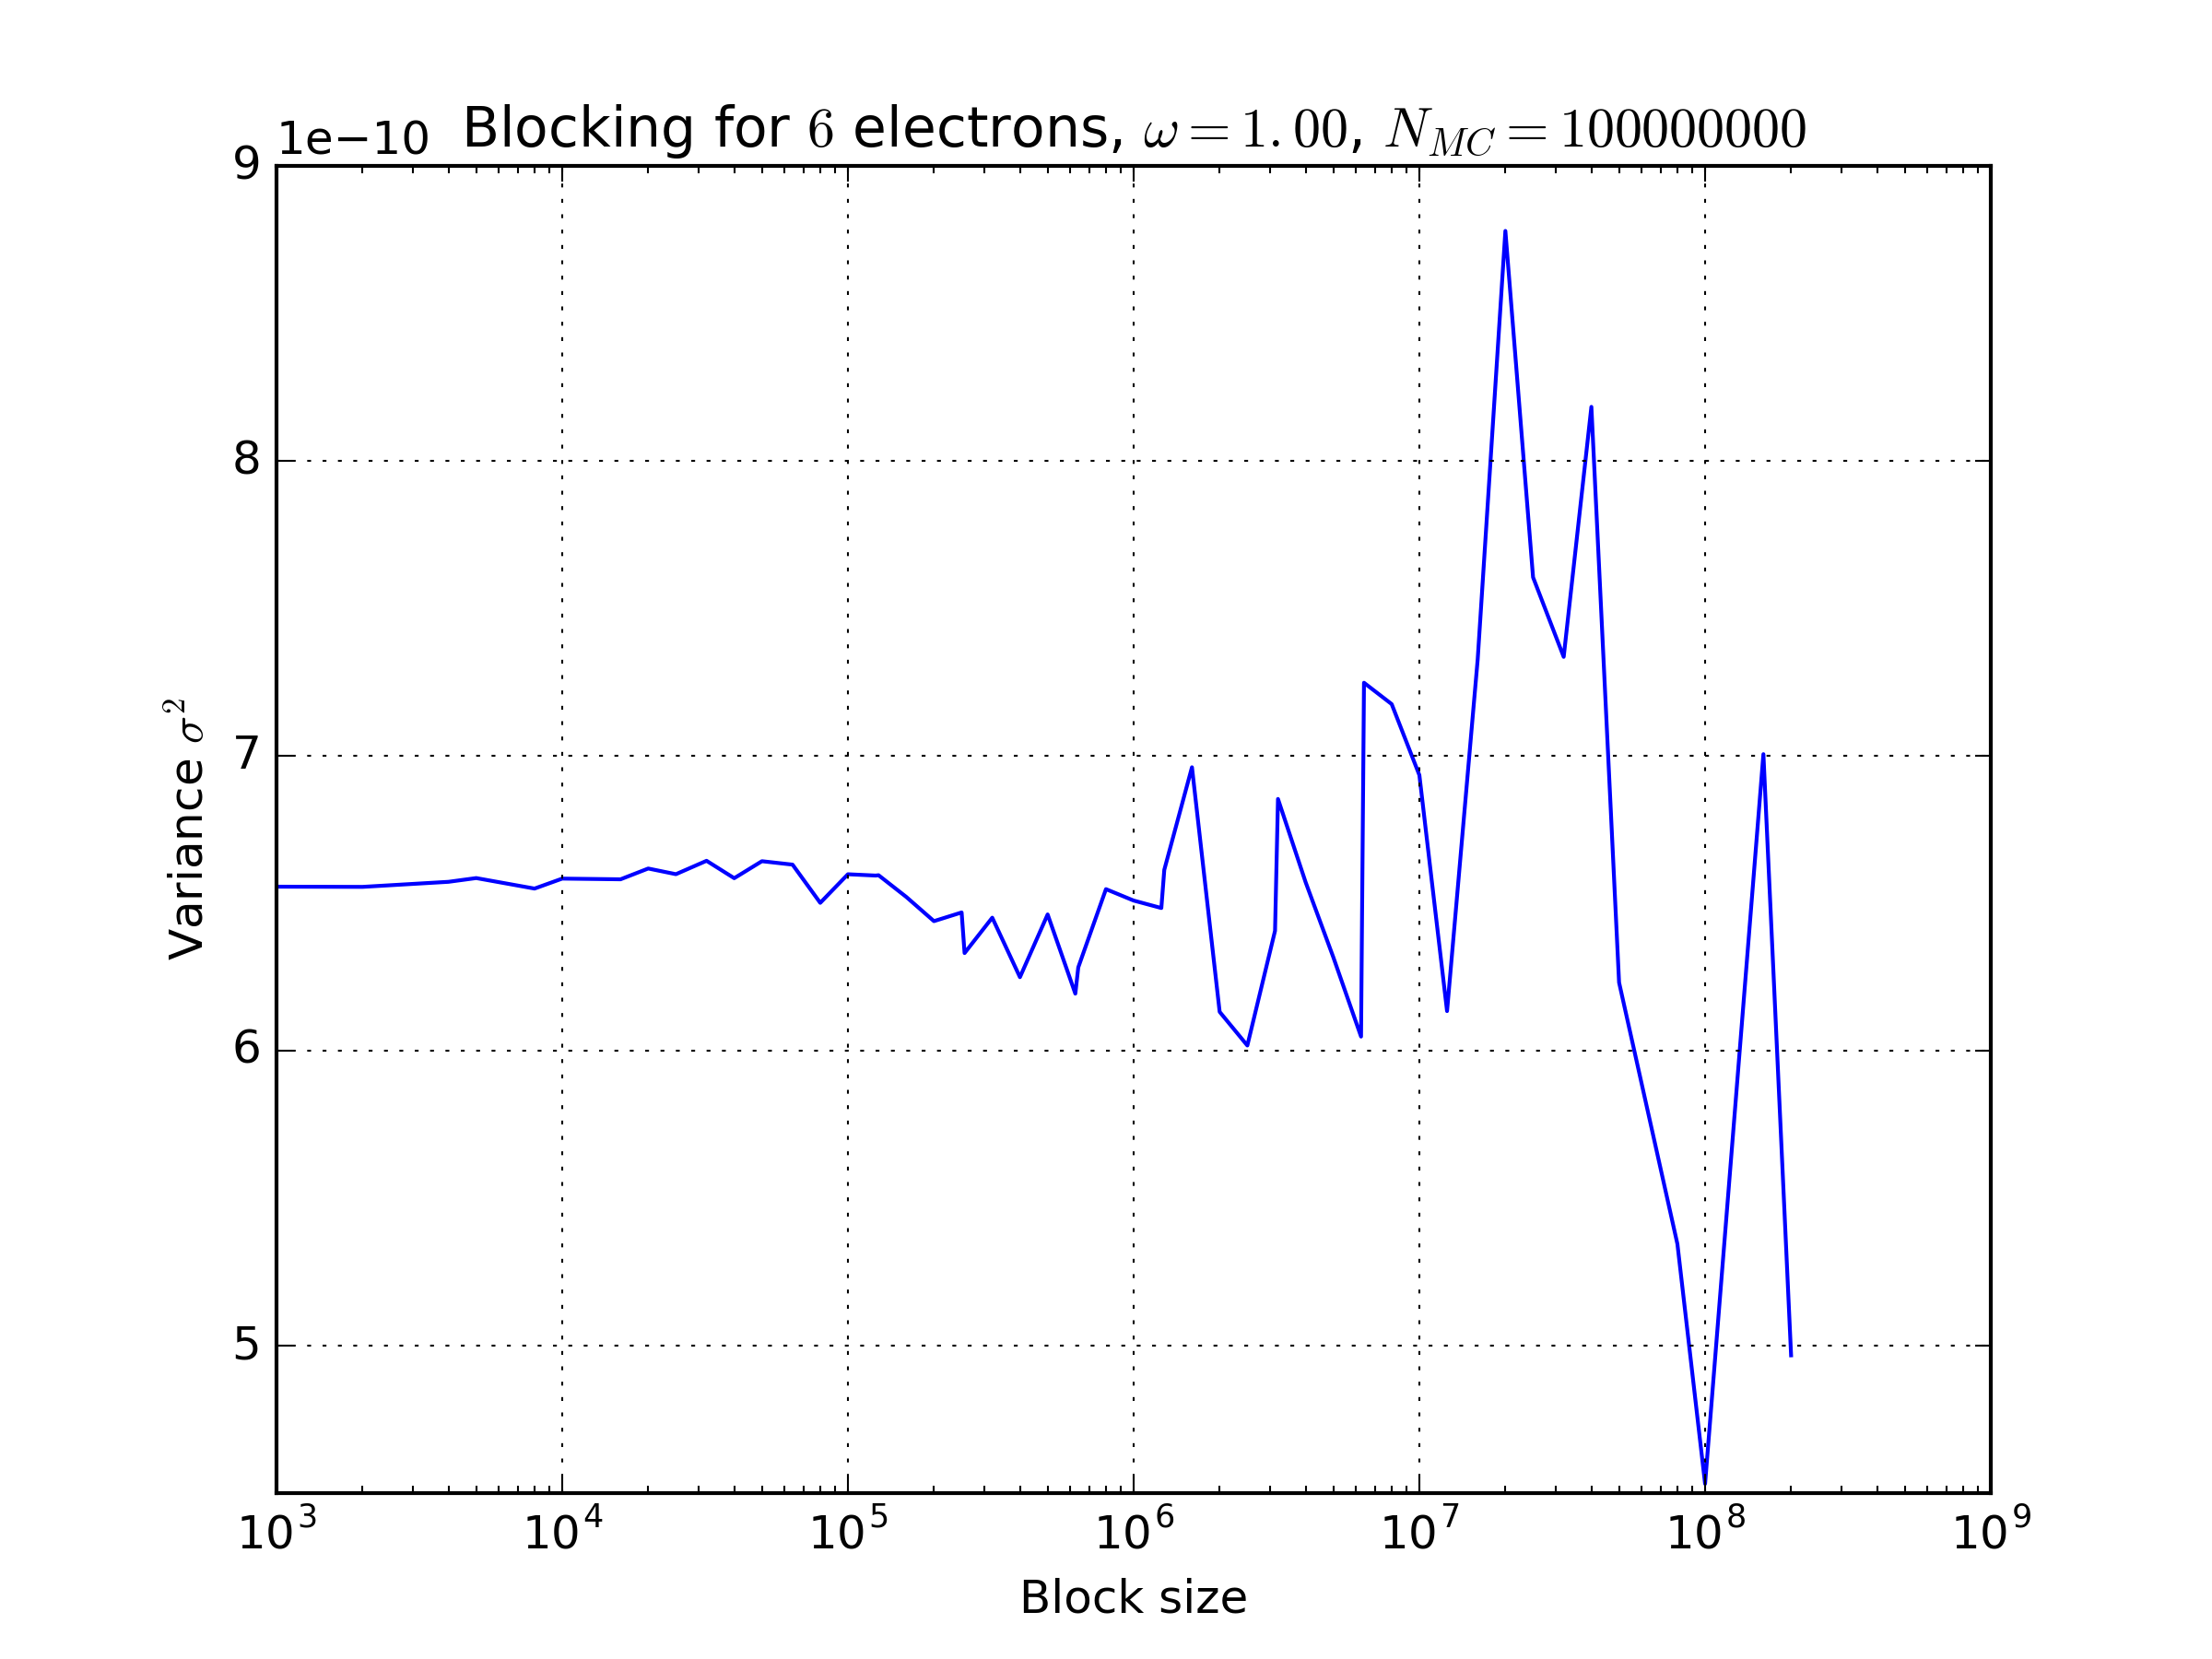 1e−10 Blocking for 6 electrons, ω = 1.00, N_MC = 100000000
9
8
7
6
5
Variance σ²
10³ 10⁴ 10⁵ 10⁶ 10⁷ 10⁸ 10⁹
Block size